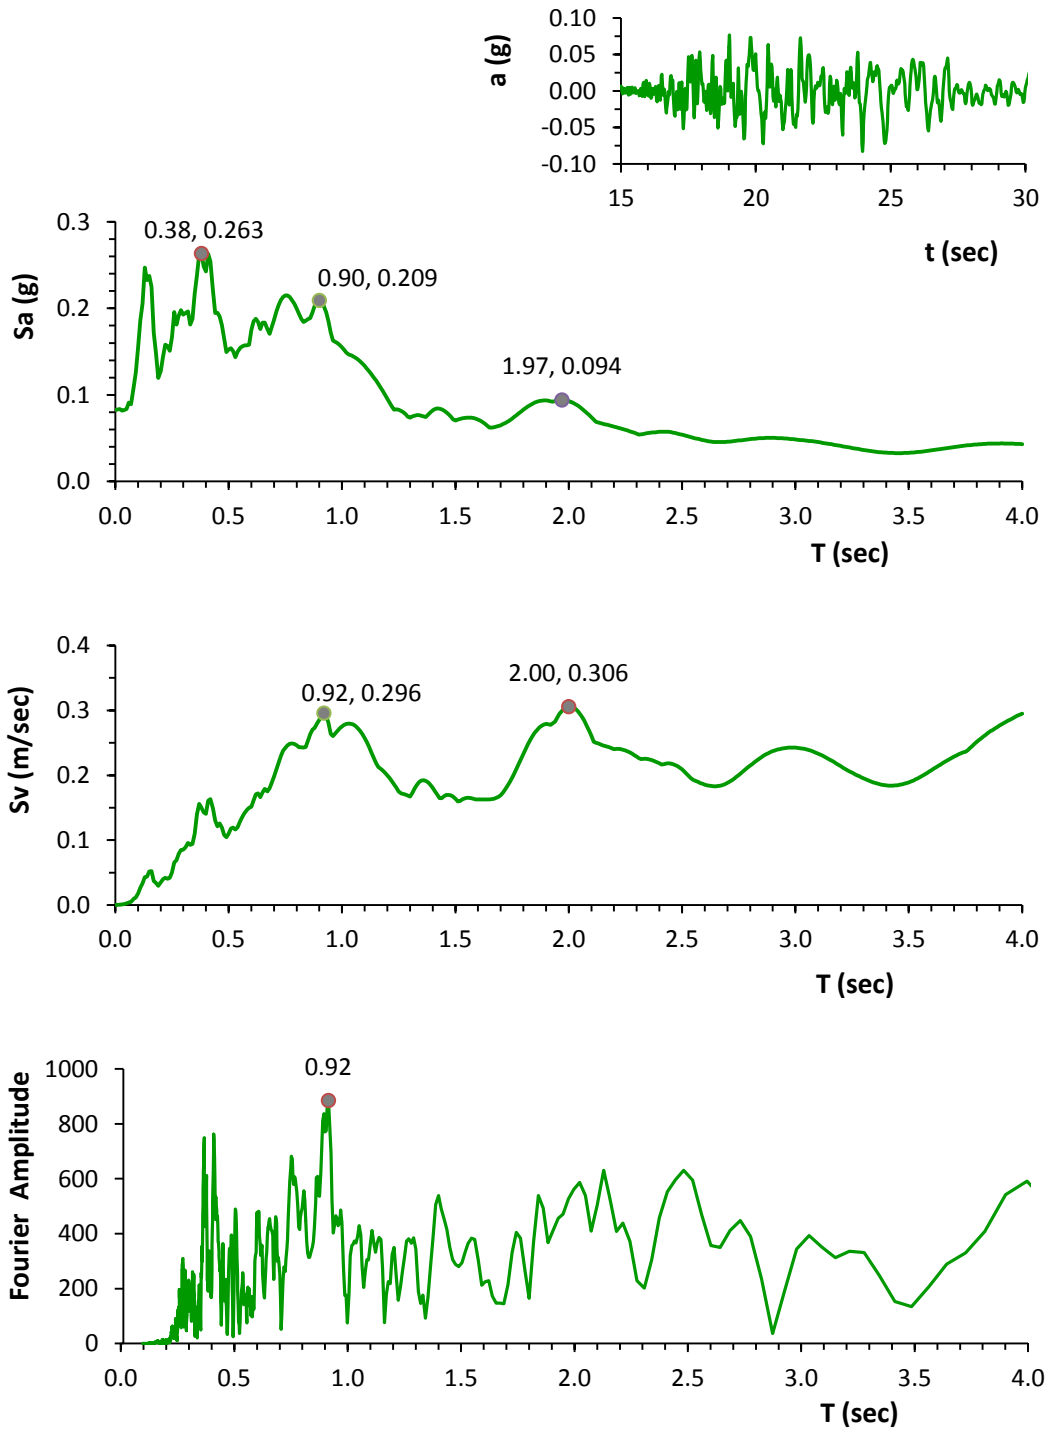 0.10
0.05
0.00
-0.05
-0.10
a (g)
15 20 25 30
t (sec)
0.3
0.2
0.1
0.0
Sa (g)
0.38, 0.263
0.90, 0.209
1.97, 0.094
0.0 0.5 1.0 1.5 2.0 2.5 3.0 3.5 4.0
T (sec)
0.4
0.3
0.2
0.1
0.0
Sv (m/sec)
0.92, 0.296
2.00, 0.306
0.0 0.5 1.0 1.5 2.0 2.5 3.0 3.5 4.0
T (sec)
1000
800
600
400
200
0
Fourier Amplitude
0.92
0.0 0.5 1.0 1.5 2.0 2.5 3.0 3.5 4.0
T (sec)